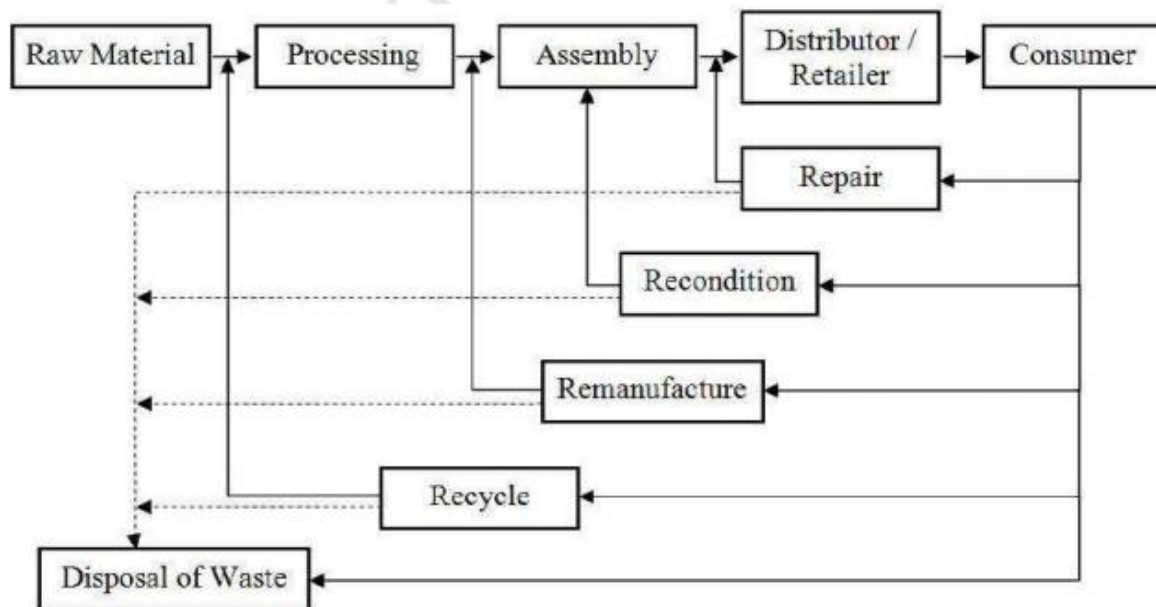 Raw Material
Processing
Assembly
Distributor /
Retailer
Consumer
Repair
Recondition
Remanufacture
Recycle
Disposal of Waste